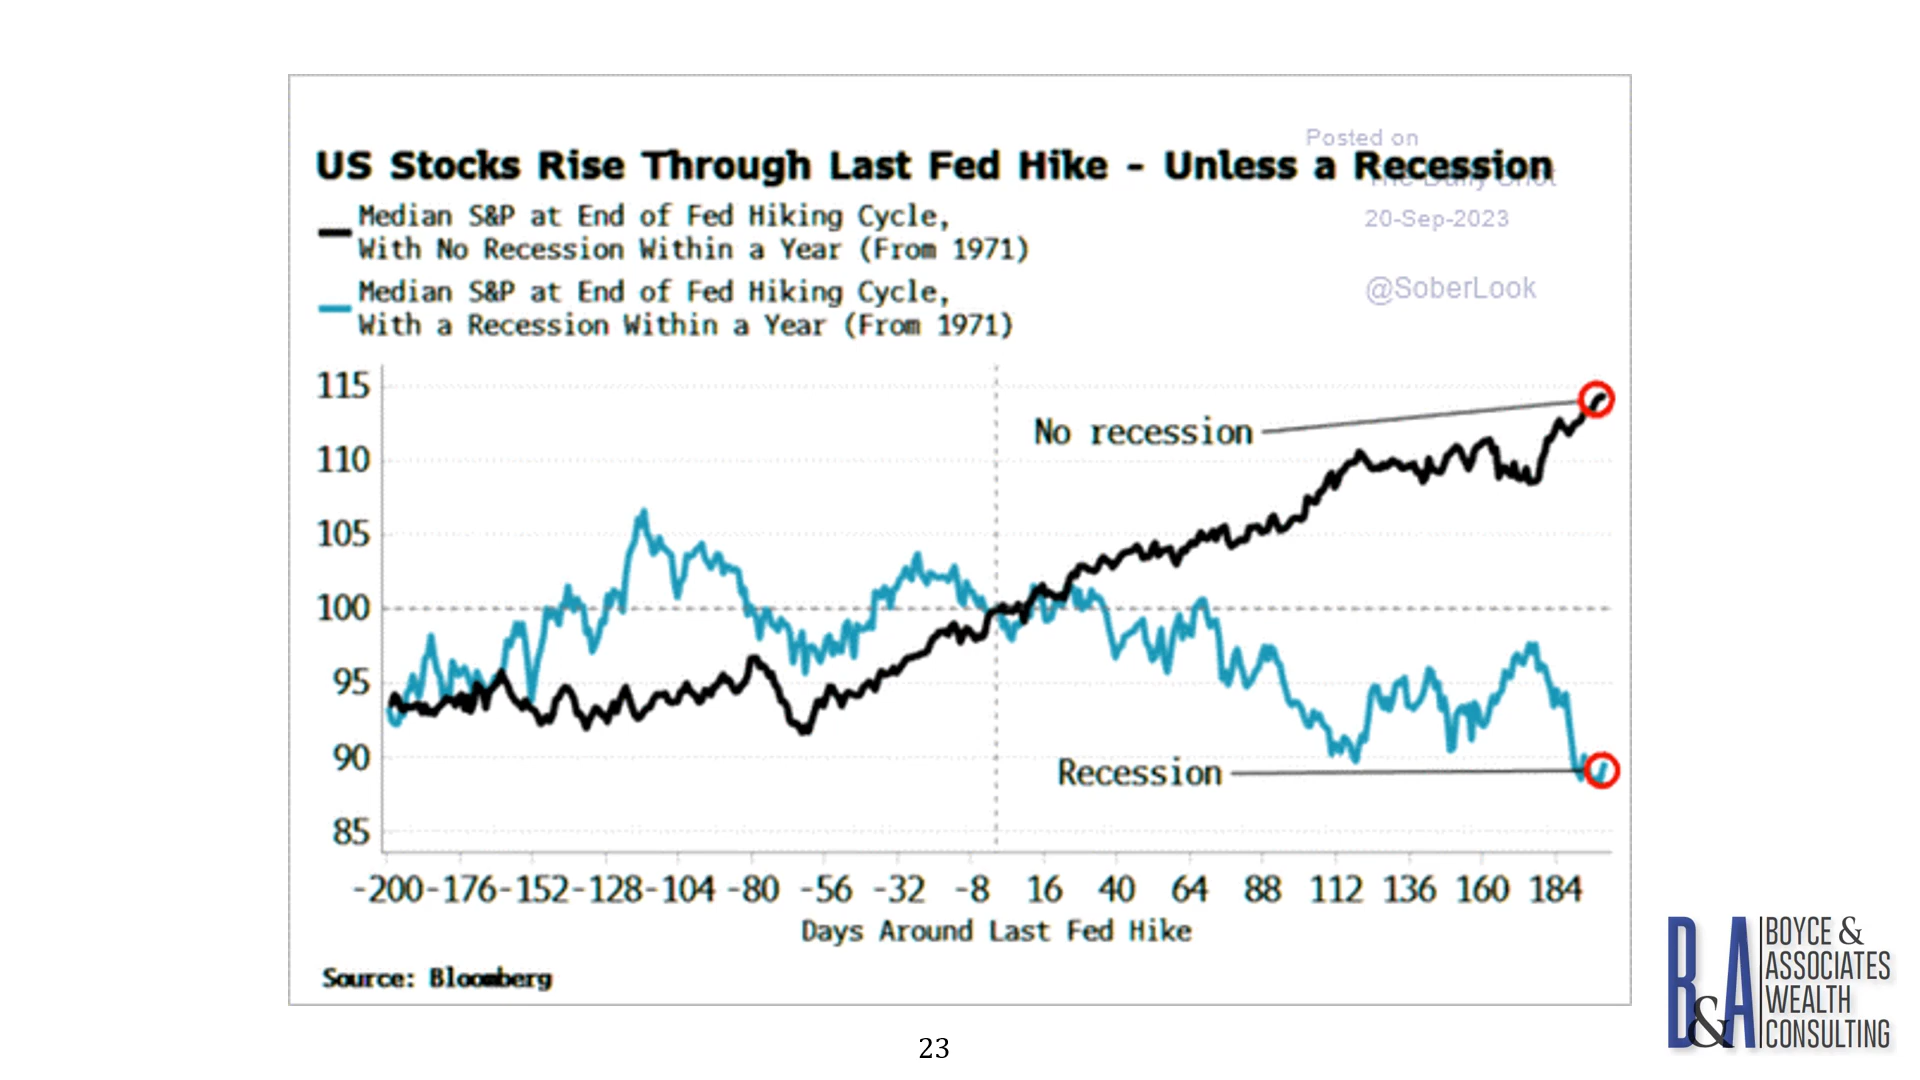 Posted on
US Stocks Rise Through Last Fed Hike - Unless a Recession
The Daily Shot
Median S&P at End of Fed Hiking Cycle,
With No Recession Within a Year (From 1971)
20-Sep-2023
Median S&P at End of Fed Hiking Cycle,
With a Recession Within a Year (From 1971)
@SoberLook
115
110
105
100
95
90
85
No recession
Recession
-200 -176 -152 -128 -104 -80 -56 -32 -8 16 40 64 88 112 136 160 184
Days Around Last Fed Hike
Source: Bloomberg
23
B&A
BOYCE &
ASSOCIATES
WEALTH
CONSULTING